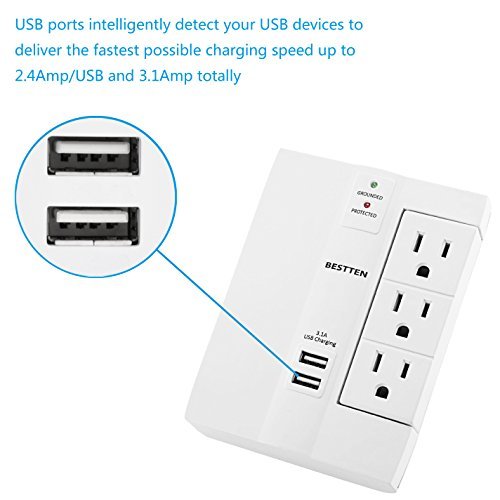 USB ports intelligently detect your USB devices to
deliver the fastest possible charging speed up to
2.4Amp/USB and 3.1Amp totally
GROUNDED
PROTECTED
BESTTEN
3.1A
USB Charging